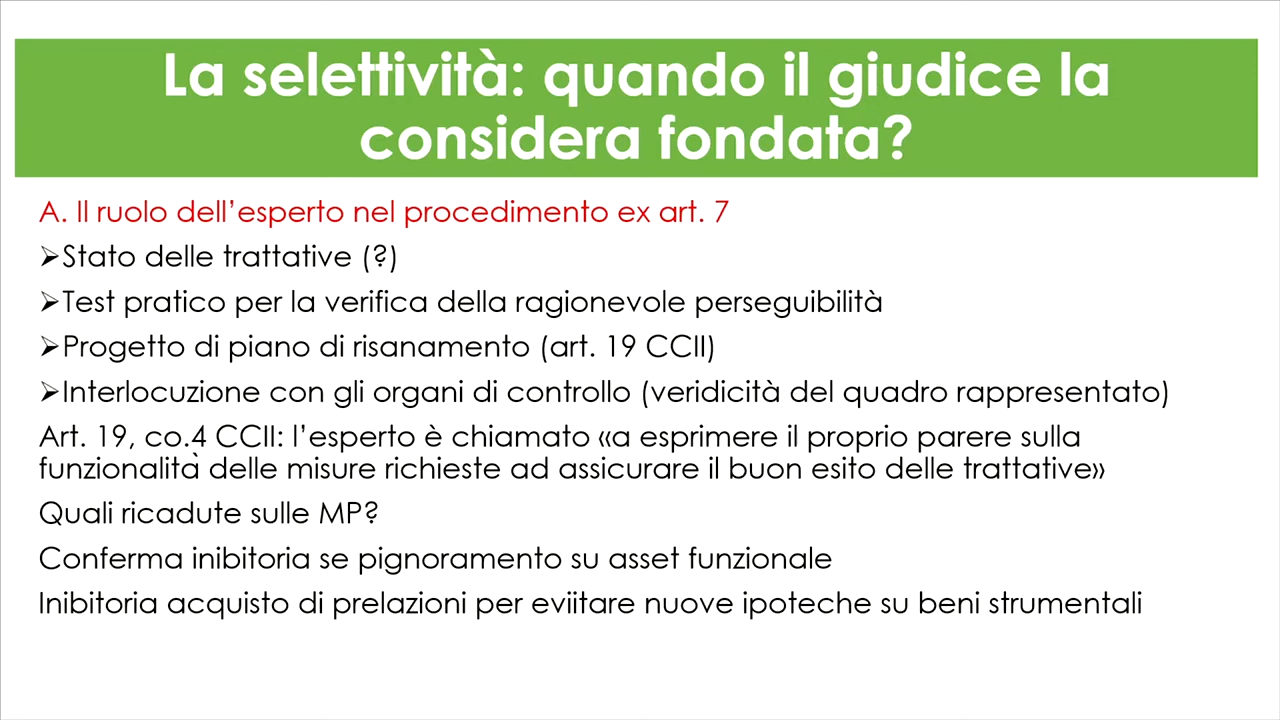 La selettività: quando il giudice la
considera fondata?
A. Il ruolo dell’esperto nel procedimento ex art. 7
➢Stato delle trattative (?)
➢Test pratico per la verifica della ragionevole perseguibilità
➢Progetto di piano di risanamento (art. 19 CCII)
➢Interlocuzione con gli organi di controllo (veridicità del quadro rappresentato)
Art. 19, co.4 CCII: l’esperto è chiamato «a esprimere il proprio parere sulla
funzionalità delle misure richieste ad assicurare il buon esito delle trattative»
Quali ricadute sulle MP?
Conferma inibitoria se pignoramento su asset funzionale
Inibitoria acquisto di prelazioni per eviitare nuove ipoteche su beni strumentali